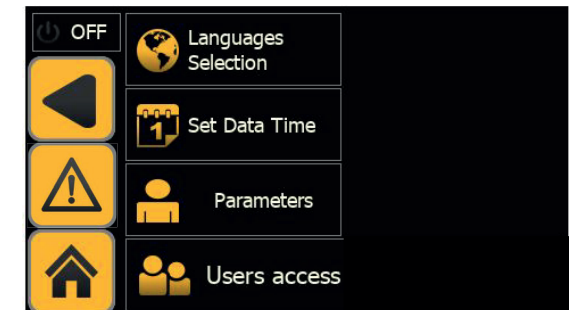 OFF
Languages
Selection
1
Set Data Time
Parameters
Users access